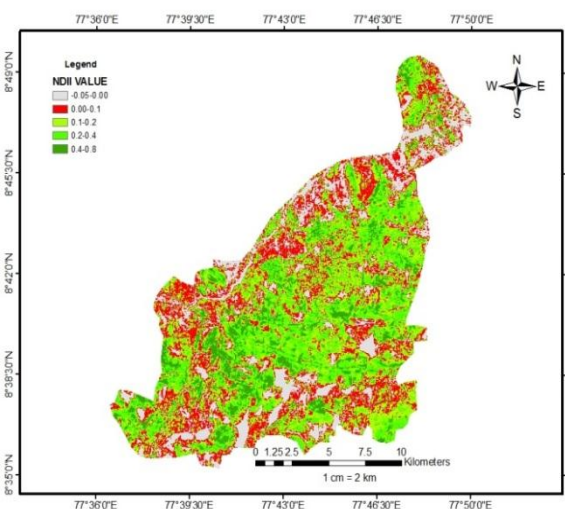 77°36'0"E 77°39'30"E 77°43'0"E 77°46'30"E 77°50'0"E
Legend
NDII VALUE
-0.05-0.00
0.00-0.1
0.1-0.2
0.2-0.4
0.4-0.8
N
W E
S
8°49'0"N
8°45'30"N
8°42'0"N
8°38'30"N
8°35'0"N
0 1.25 2.5 5 7.5 10
Kilometers
1 cm = 2 km
77°36'0"E 77°39'30"E 77°43'0"E 77°46'30"E 77°50'0"E